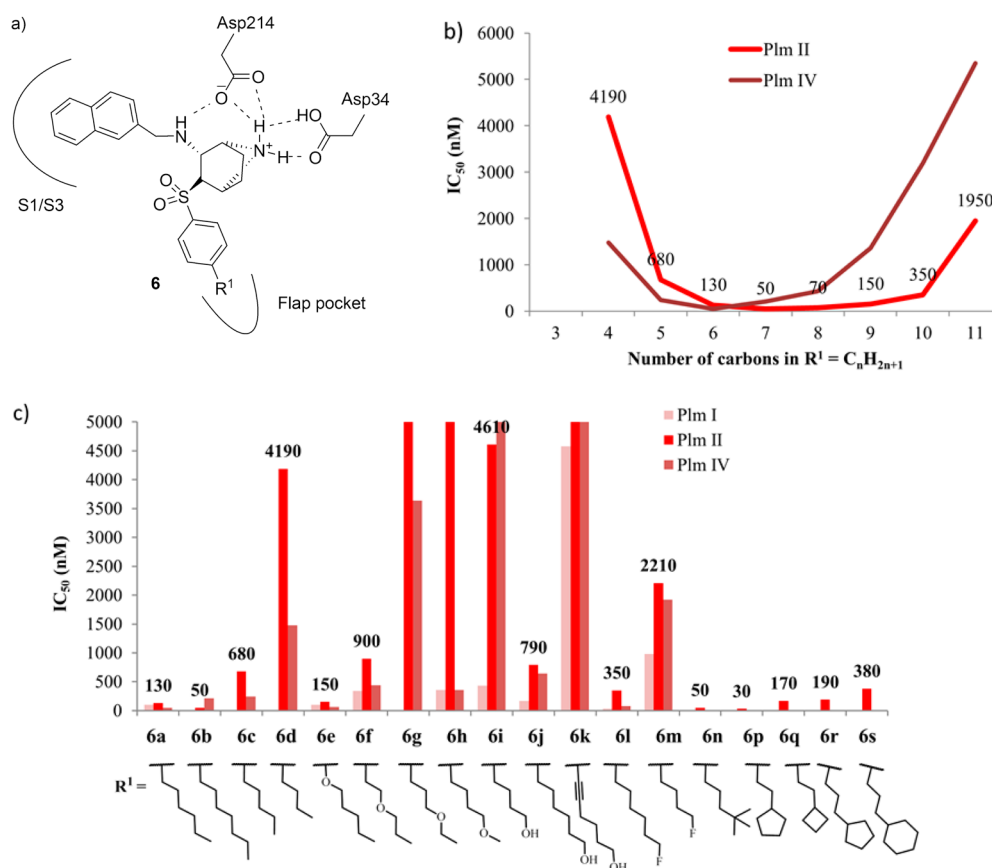 a)
Asp214
O
O-
Asp34
H
H
HO
N
N+
H
O
O
S
O
S1/S3
6
R1
Flap pocket
b)
6000
5000
4000
3000
2000
1000
0
IC50 (nM)
Plm II
Plm IV
4190
680
130
50
70
150
350
1950
3 4 5 6 7 8 9 10 11
Number of carbons in R1 = CnH2n+1
c)
5000
4500
4000
3500
3000
2500
2000
1500
1000
500
0
IC50 (nM)
Plm I
Plm II
Plm IV
130 50 680 4190 150 900 4610 790 350 2210 50 30 170 190 380
6a 6b 6c 6d 6e 6f 6g 6h 6i 6j 6k 6l 6m 6n 6p 6q 6r 6s
R1 =
O
O
O
O
OH
OH
OH
F
F